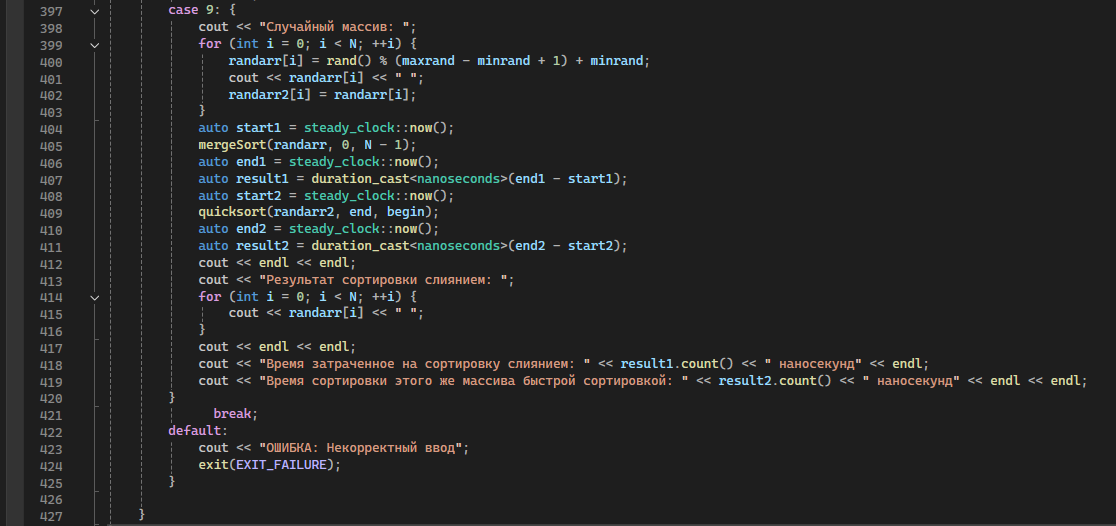 397 case 9: {
398 cout << "Случайный массив: ";
399 for (int i = 0; i < N; ++i) {
400 randarr[i] = rand() % (maxrand - minrand + 1) + minrand;
401 cout << randarr[i] << " ";
402 randarr2[i] = randarr[i];
403 }
404 auto start1 = steady_clock::now();
405 mergeSort(randarr, 0, N - 1);
406 auto end1 = steady_clock::now();
407 auto result1 = duration_cast<nanoseconds>(end1 - start1);
408 auto start2 = steady_clock::now();
409 quicksort(randarr2, end, begin);
410 auto end2 = steady_clock::now();
411 auto result2 = duration_cast<nanoseconds>(end2 - start2);
412 cout << endl << endl;
413 cout << "Результат сортировки слиянием: ";
414 for (int i = 0; i < N; ++i) {
415 cout << randarr[i] << " ";
416 }
417 cout << endl << endl;
418 cout << "Время затраченное на сортировку слиянием: " << result1.count() << " наносекунд" << endl;
419 cout << "Время сортировки этого же массива быстрой сортировкой: " << result2.count() << " наносекунд" << endl << endl;
420 }
421 break;
422 default:
423 cout << "ОШИБКА: Некорректный ввод";
424 exit(EXIT_FAILURE);
425 }
426
427 }